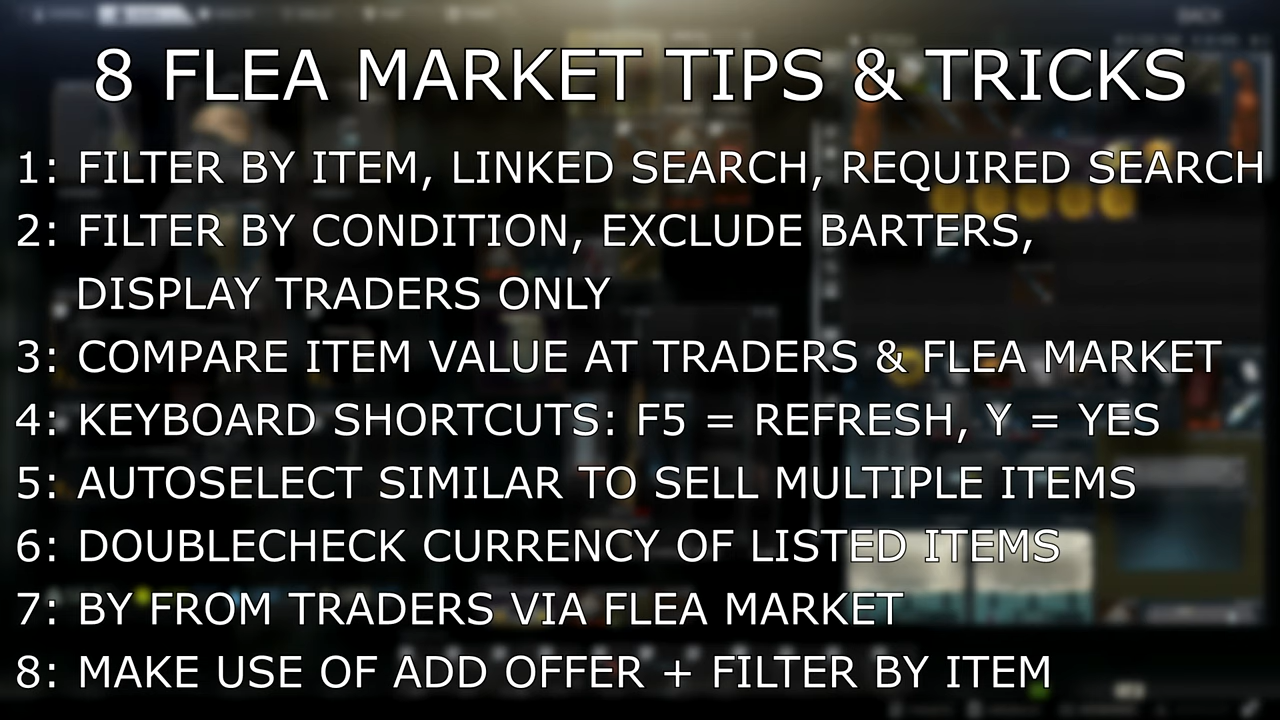 8 FLEA MARKET TIPS & TRICKS
1: FILTER BY ITEM, LINKED SEARCH, REQUIRED SEARCH
2: FILTER BY CONDITION, EXCLUDE BARTERS,
DISPLAY TRADERS ONLY
3: COMPARE ITEM VALUE AT TRADERS & FLEA MARKET
4: KEYBOARD SHORTCUTS: F5 = REFRESH, Y = YES
5: AUTOSELECT SIMILAR TO SELL MULTIPLE ITEMS
6: DOUBLECHECK CURRENCY OF LISTED ITEMS
7: BY FROM TRADERS VIA FLEA MARKET
8: MAKE USE OF ADD OFFER + FILTER BY ITEM